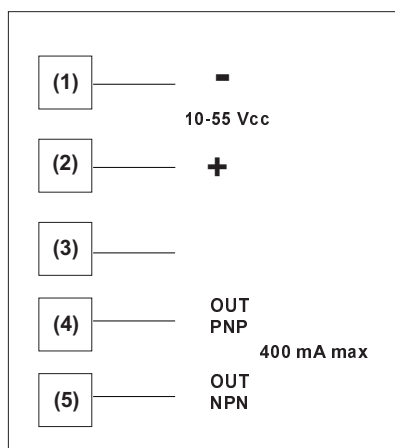 (1) -
10-55 Vcc
(2) +
(3)
(4) OUT
PNP
400 mA max
(5) OUT
NPN